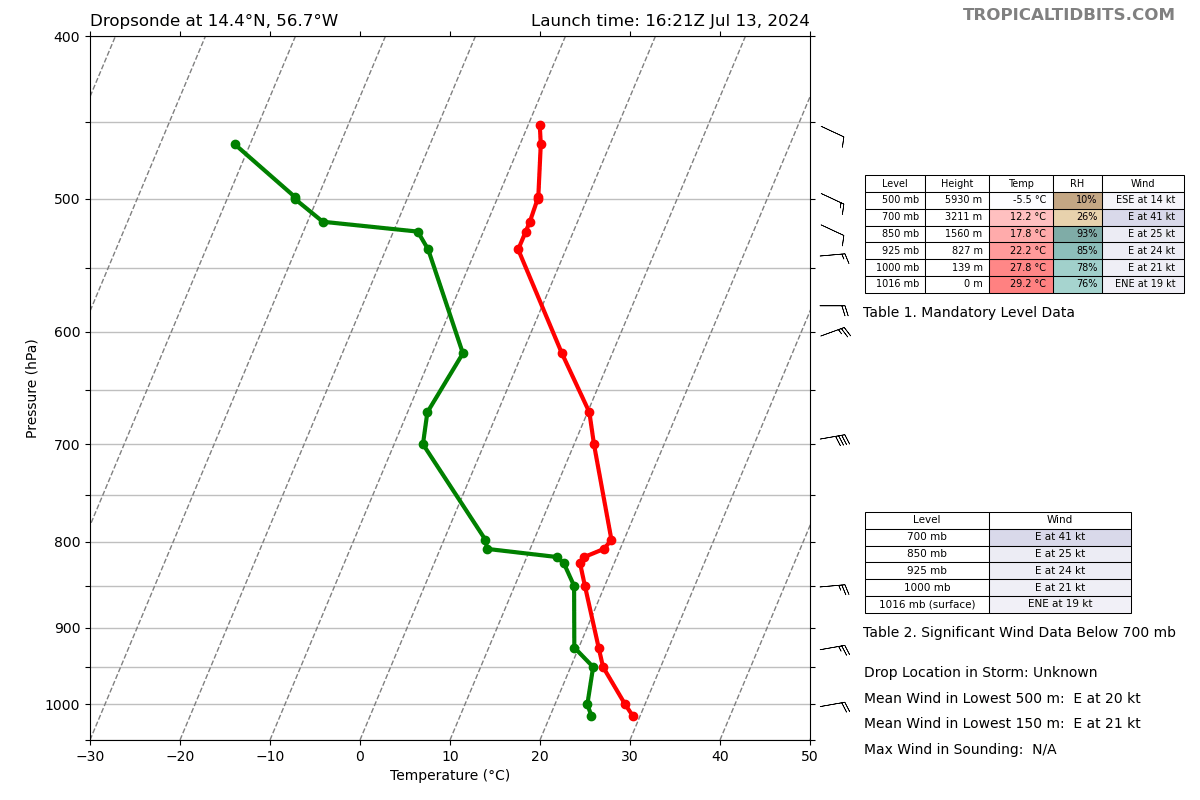 TROPICALTIDBITS.COM
Dropsonde at 14.4°N, 56.7°W
Launch time: 16:21Z Jul 13, 2024
400
500
600
700
800
900
1000
Pressure (hPa)
−30 −20 −10 0 10 20 30 40 50
Temperature (°C)
Level Height Temp RH Wind
500 mb 5930 m -5.5 °C 10% ESE at 14 kt
700 mb 3211 m 12.2 °C 26% E at 41 kt
850 mb 1560 m 17.8 °C 93% E at 25 kt
925 mb 827 m 22.2 °C 85% E at 24 kt
1000 mb 139 m 27.8 °C 78% E at 21 kt
1016 mb 0 m 29.2 °C 76% ENE at 19 kt
Table 1. Mandatory Level Data
Level Wind
700 mb E at 41 kt
850 mb E at 25 kt
925 mb E at 24 kt
1000 mb E at 21 kt
1016 mb (surface) ENE at 19 kt
Table 2. Significant Wind Data Below 700 mb
Drop Location in Storm: Unknown
Mean Wind in Lowest 500 m: E at 20 kt
Mean Wind in Lowest 150 m: E at 21 kt
Max Wind in Sounding: N/A